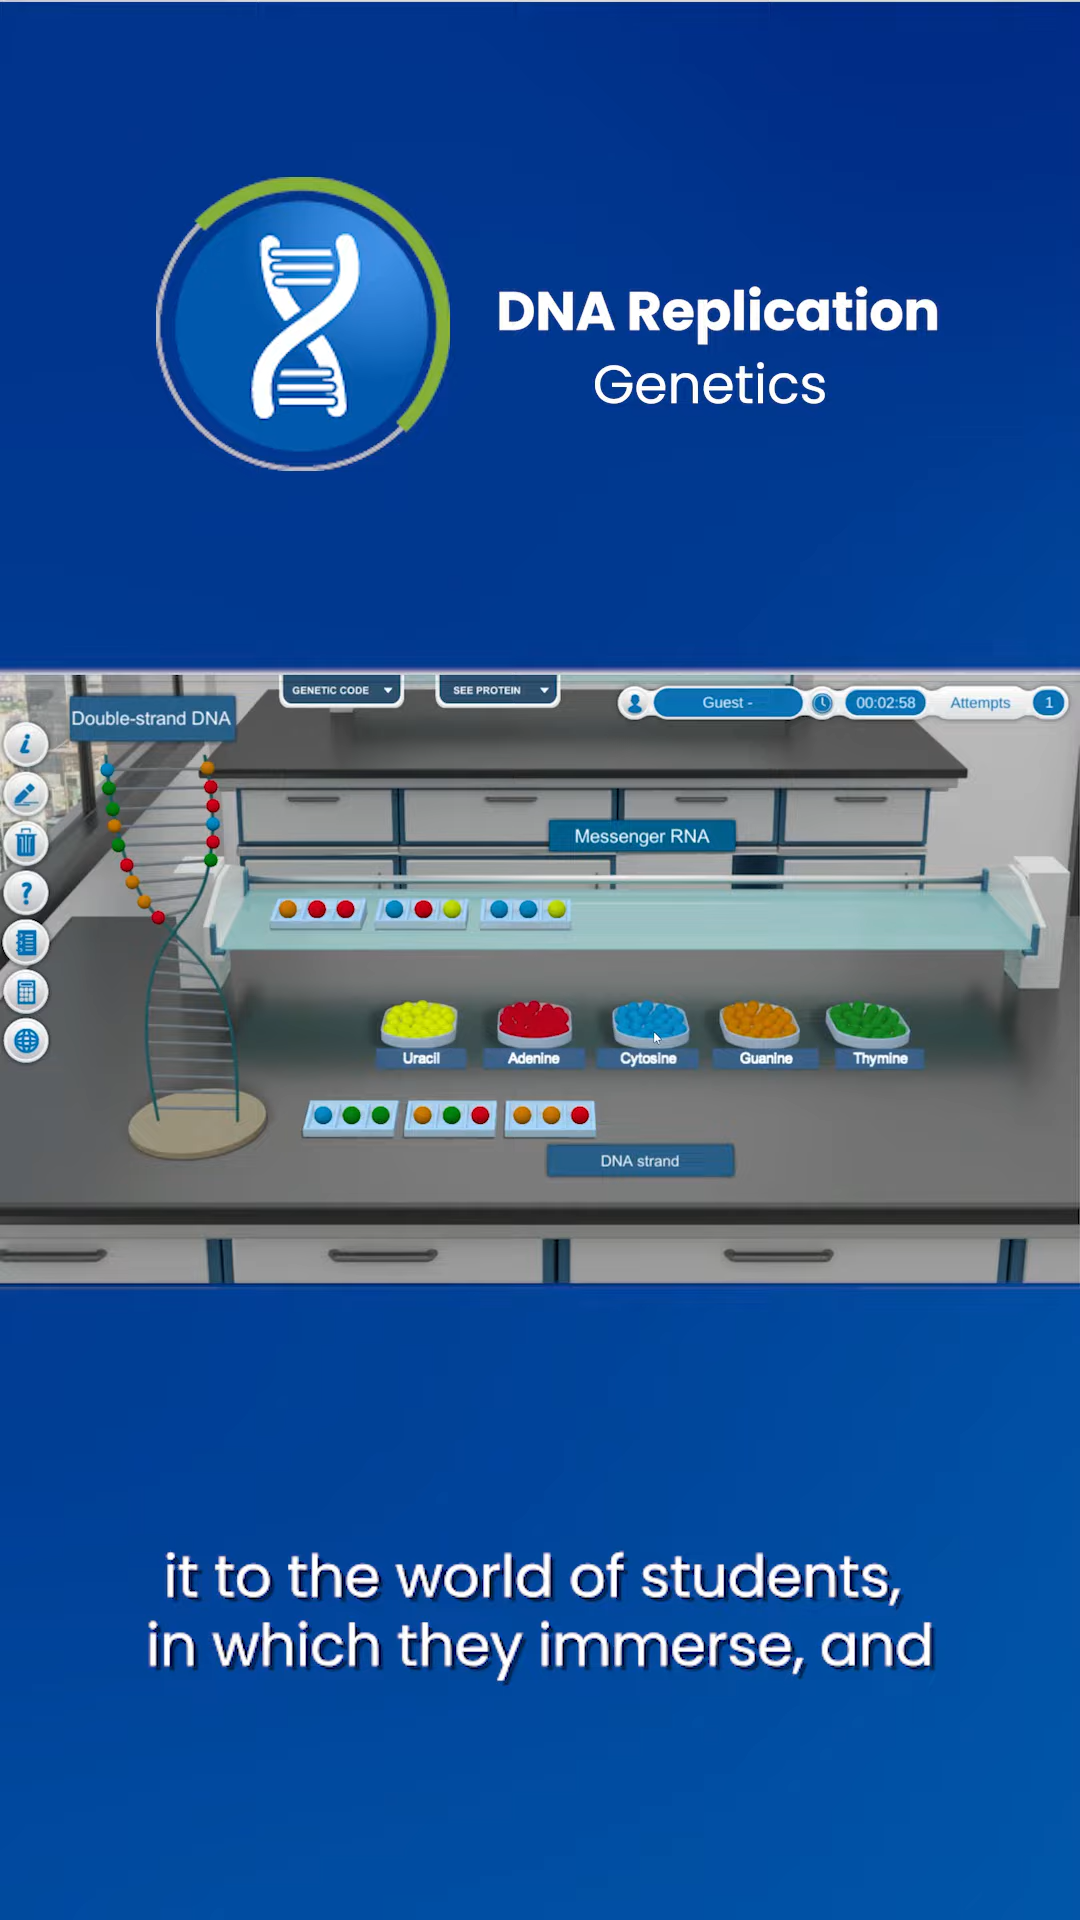 DNA Replication
Genetics
GENETIC CODE
SEE PROTEIN
Guest -
00:02:58
Attempts
1
Double-strand DNA
Messenger RNA
Uracil
Adenine
Cytosine
Guanine
Thymine
DNA strand
it to the world of students,
in which they immerse, and